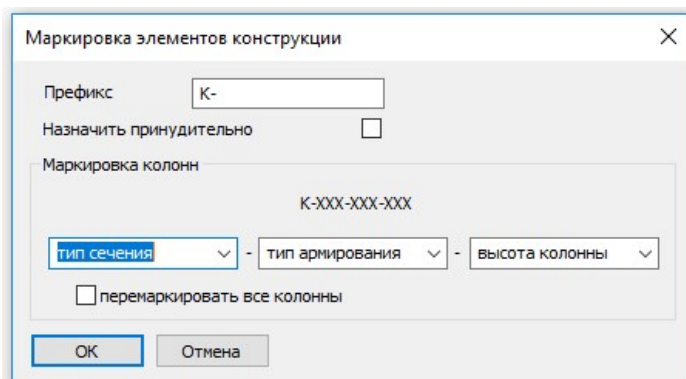 Маркировка элементов конструкции
Префикс К-
Назначить принудительно
Маркировка колонн
К-XXX-XXX-XXX
тип сечения - тип армирования - высота колонны
перемаркировать все колонны
ОК Отмена